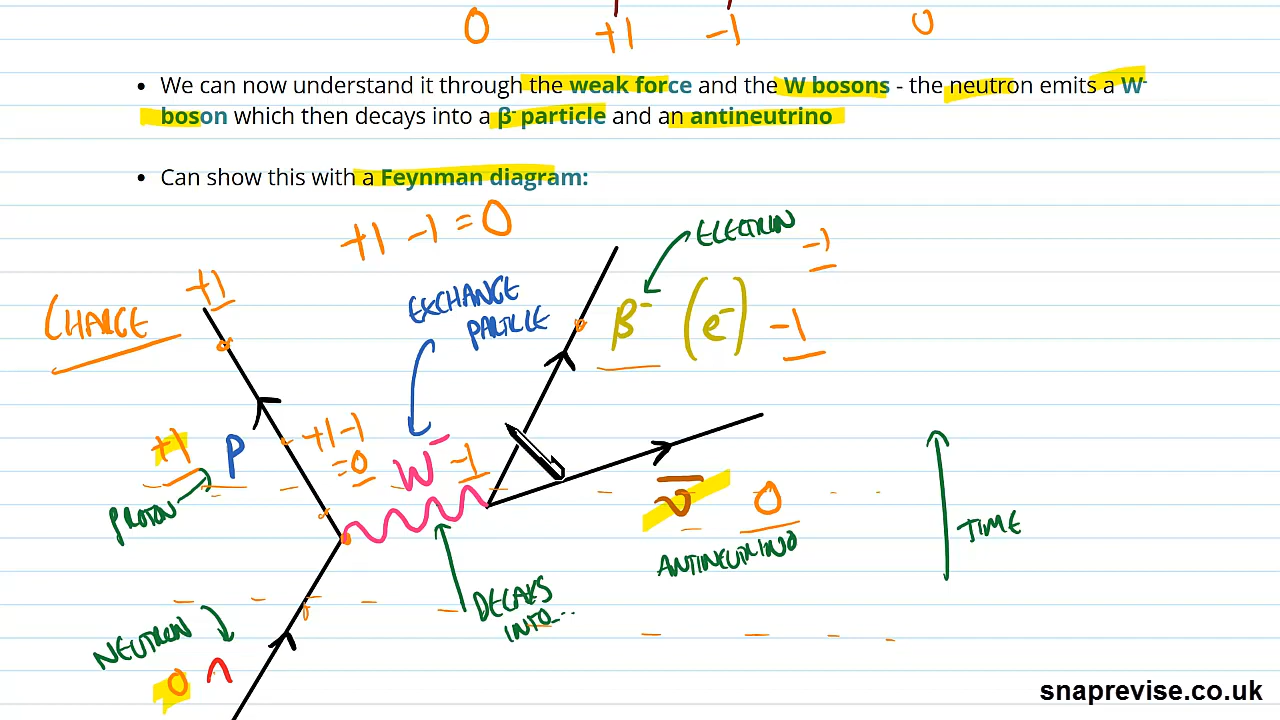 0 +1 -1 0
• We can now understand it through the weak force and the W bosons - the neutron emits a W-
boson which then decays into a β- particle and an antineutrino
• Can show this with a Feynman diagram:
+1 -1 = 0
ELECTRON
-1
+1
CHARGE
EXCHANGE
PARTICLE
β- (e-) -1
+1 P
+1 -1
= 0
W- -1
PROTON
ν̄ 0
ANTINEUTRINO
TIME
DECAYS
INTO...
NEUTRON
0 n
snaprevise.co.uk